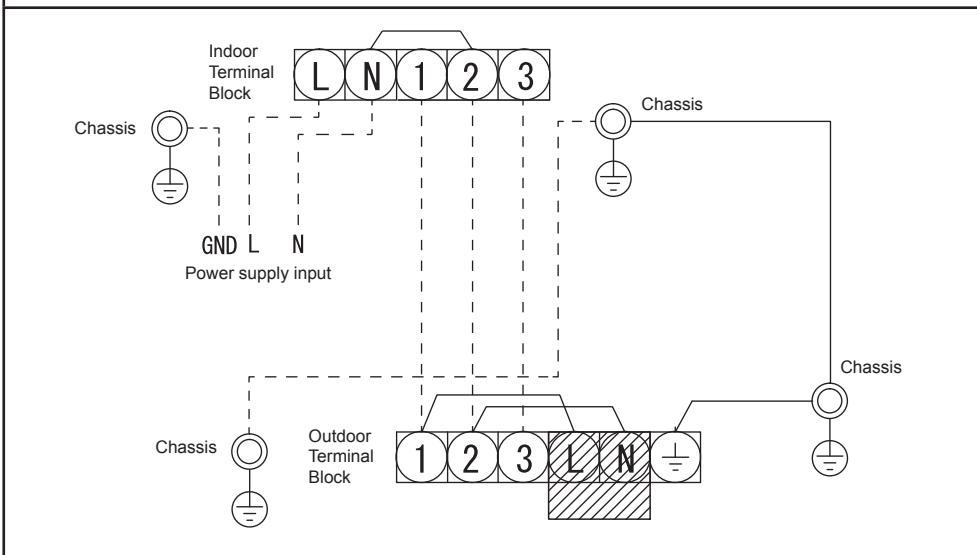 Indoor
Terminal
Block
L N 1 2 3
Chassis
Chassis
GND L N
Power supply input
Chassis
Chassis
Outdoor
Terminal
Block
1 2 3 L N